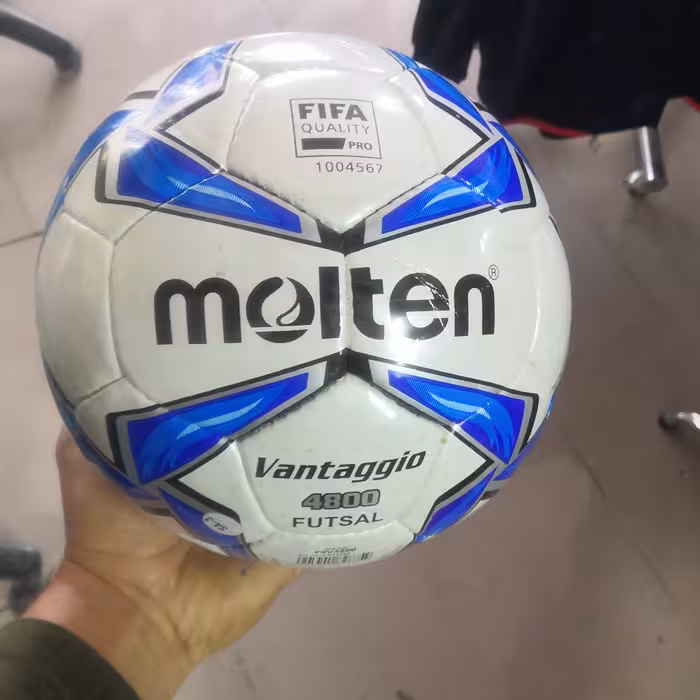 FIFA
QUALITY
PRO
1004567
molten®
Vantaggio
4800
FUTSAL